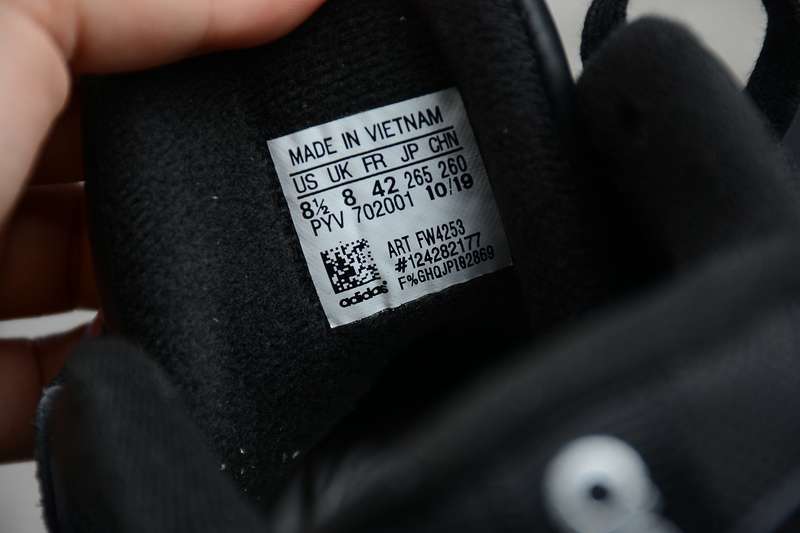 MADE IN VIETNAM
US UK FR JP CHN
8½ 8 42 265 260
PYV 702001 10/19
ART FW4253
#124282177
F%GHQJPI82869
adidas